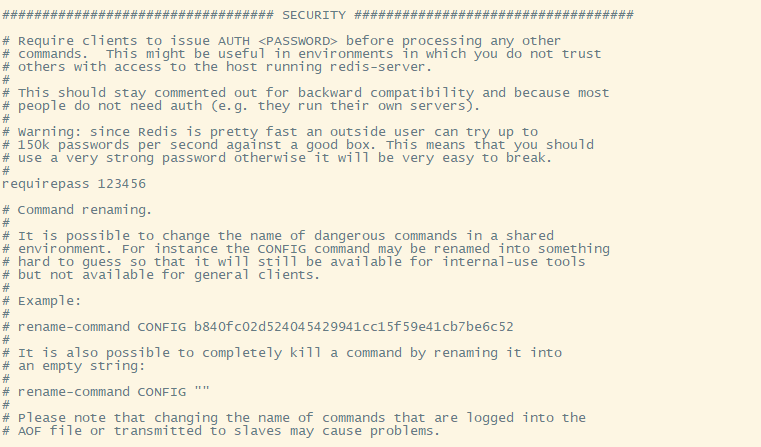 ################################## SECURITY ###################################
# Require clients to issue AUTH <PASSWORD> before processing any other
# commands.  This might be useful in environments in which you do not trust
# others with access to the host running redis-server.
#
# This should stay commented out for backward compatibility and because most
# people do not need auth (e.g. they run their own servers).
#
# Warning: since Redis is pretty fast an outside user can try up to
# 150k passwords per second against a good box. This means that you should
# use a very strong password otherwise it will be very easy to break.
#
requirepass 123456
# Command renaming.
#
# It is possible to change the name of dangerous commands in a shared
# environment. For instance the CONFIG command may be renamed into something
# hard to guess so that it will still be available for internal-use tools
# but not available for general clients.
#
# Example:
#
# rename-command CONFIG b840fc02d524045429941cc15f59e41cb7be6c52
#
# It is also possible to completely kill a command by renaming it into
# an empty string:
#
# rename-command CONFIG ""
#
# Please note that changing the name of commands that are logged into the
# AOF file or transmitted to slaves may cause problems.